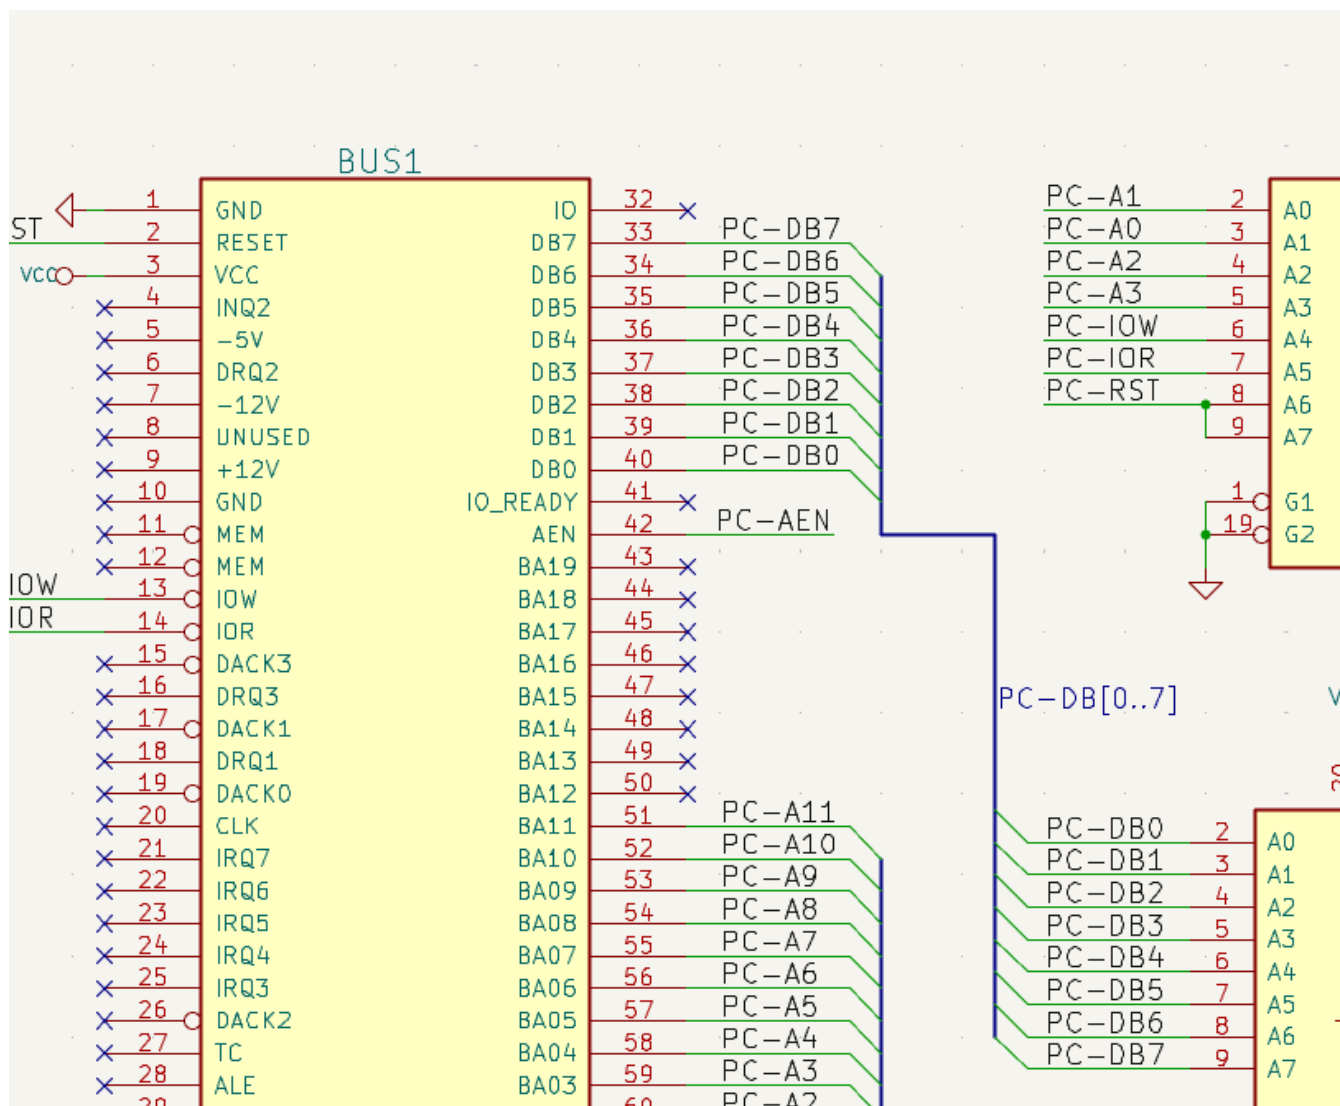 BUS1
1 GND
ST 2 RESET
VCC 3 VCC
4 INQ2
5 -5V
6 DRQ2
7 -12V
8 UNUSED
9 +12V
10 GND
11 MEM
12 MEM
IOW 13 IOW
IOR 14 IOR
15 DACK3
16 DRQ3
17 DACK1
18 DRQ1
19 DACK0
20 CLK
21 IRQ7
22 IRQ6
23 IRQ5
24 IRQ4
25 IRQ3
26 DACK2
27 TC
28 ALE
IO 32
DB7 33 PC-DB7
DB6 34 PC-DB6
DB5 35 PC-DB5
DB4 36 PC-DB4
DB3 37 PC-DB3
DB2 38 PC-DB2
DB1 39 PC-DB1
DB0 40 PC-DB0
IO_READY 41
AEN 42 PC-AEN
BA19 43
BA18 44
BA17 45
BA16 46
BA15 47
BA14 48
BA13 49
BA12 50
BA11 51 PC-A11
BA10 52 PC-A10
BA09 53 PC-A9
BA08 54 PC-A8
BA07 55 PC-A7
BA06 56 PC-A6
BA05 57 PC-A5
BA04 58 PC-A4
BA03 59 PC-A3
PC-A1 2 A0
PC-A0 3 A1
PC-A2 4 A2
PC-A3 5 A3
PC-IOW 6 A4
PC-IOR 7 A5
PC-RST 8 A6
9 A7
1 G1
19 G2
PC-DB[0..7]
PC-DB0 2 A0
PC-DB1 3 A1
PC-DB2 4 A2
PC-DB3 5 A3
PC-DB4 6 A4
PC-DB5 7 A5
PC-DB6 8 A6
PC-DB7 9 A7